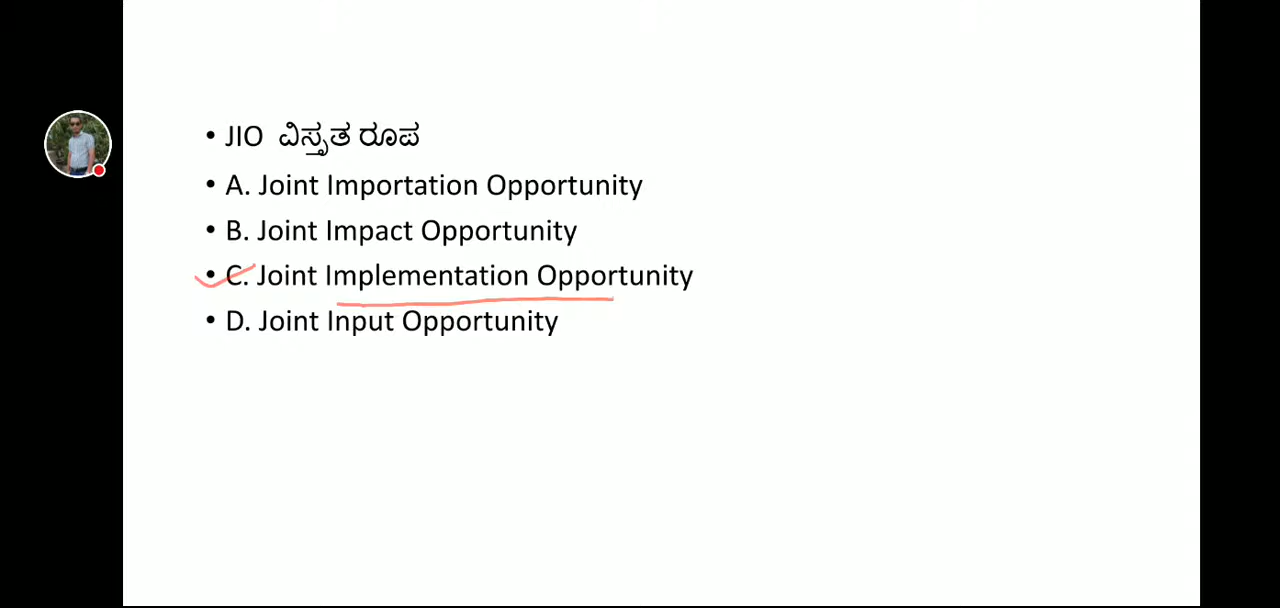 • JIO ವಿಸ್ತೃತ ರೂಪ
• A. Joint Importation Opportunity
• B. Joint Impact Opportunity
• C. Joint Implementation Opportunity
• D. Joint Input Opportunity